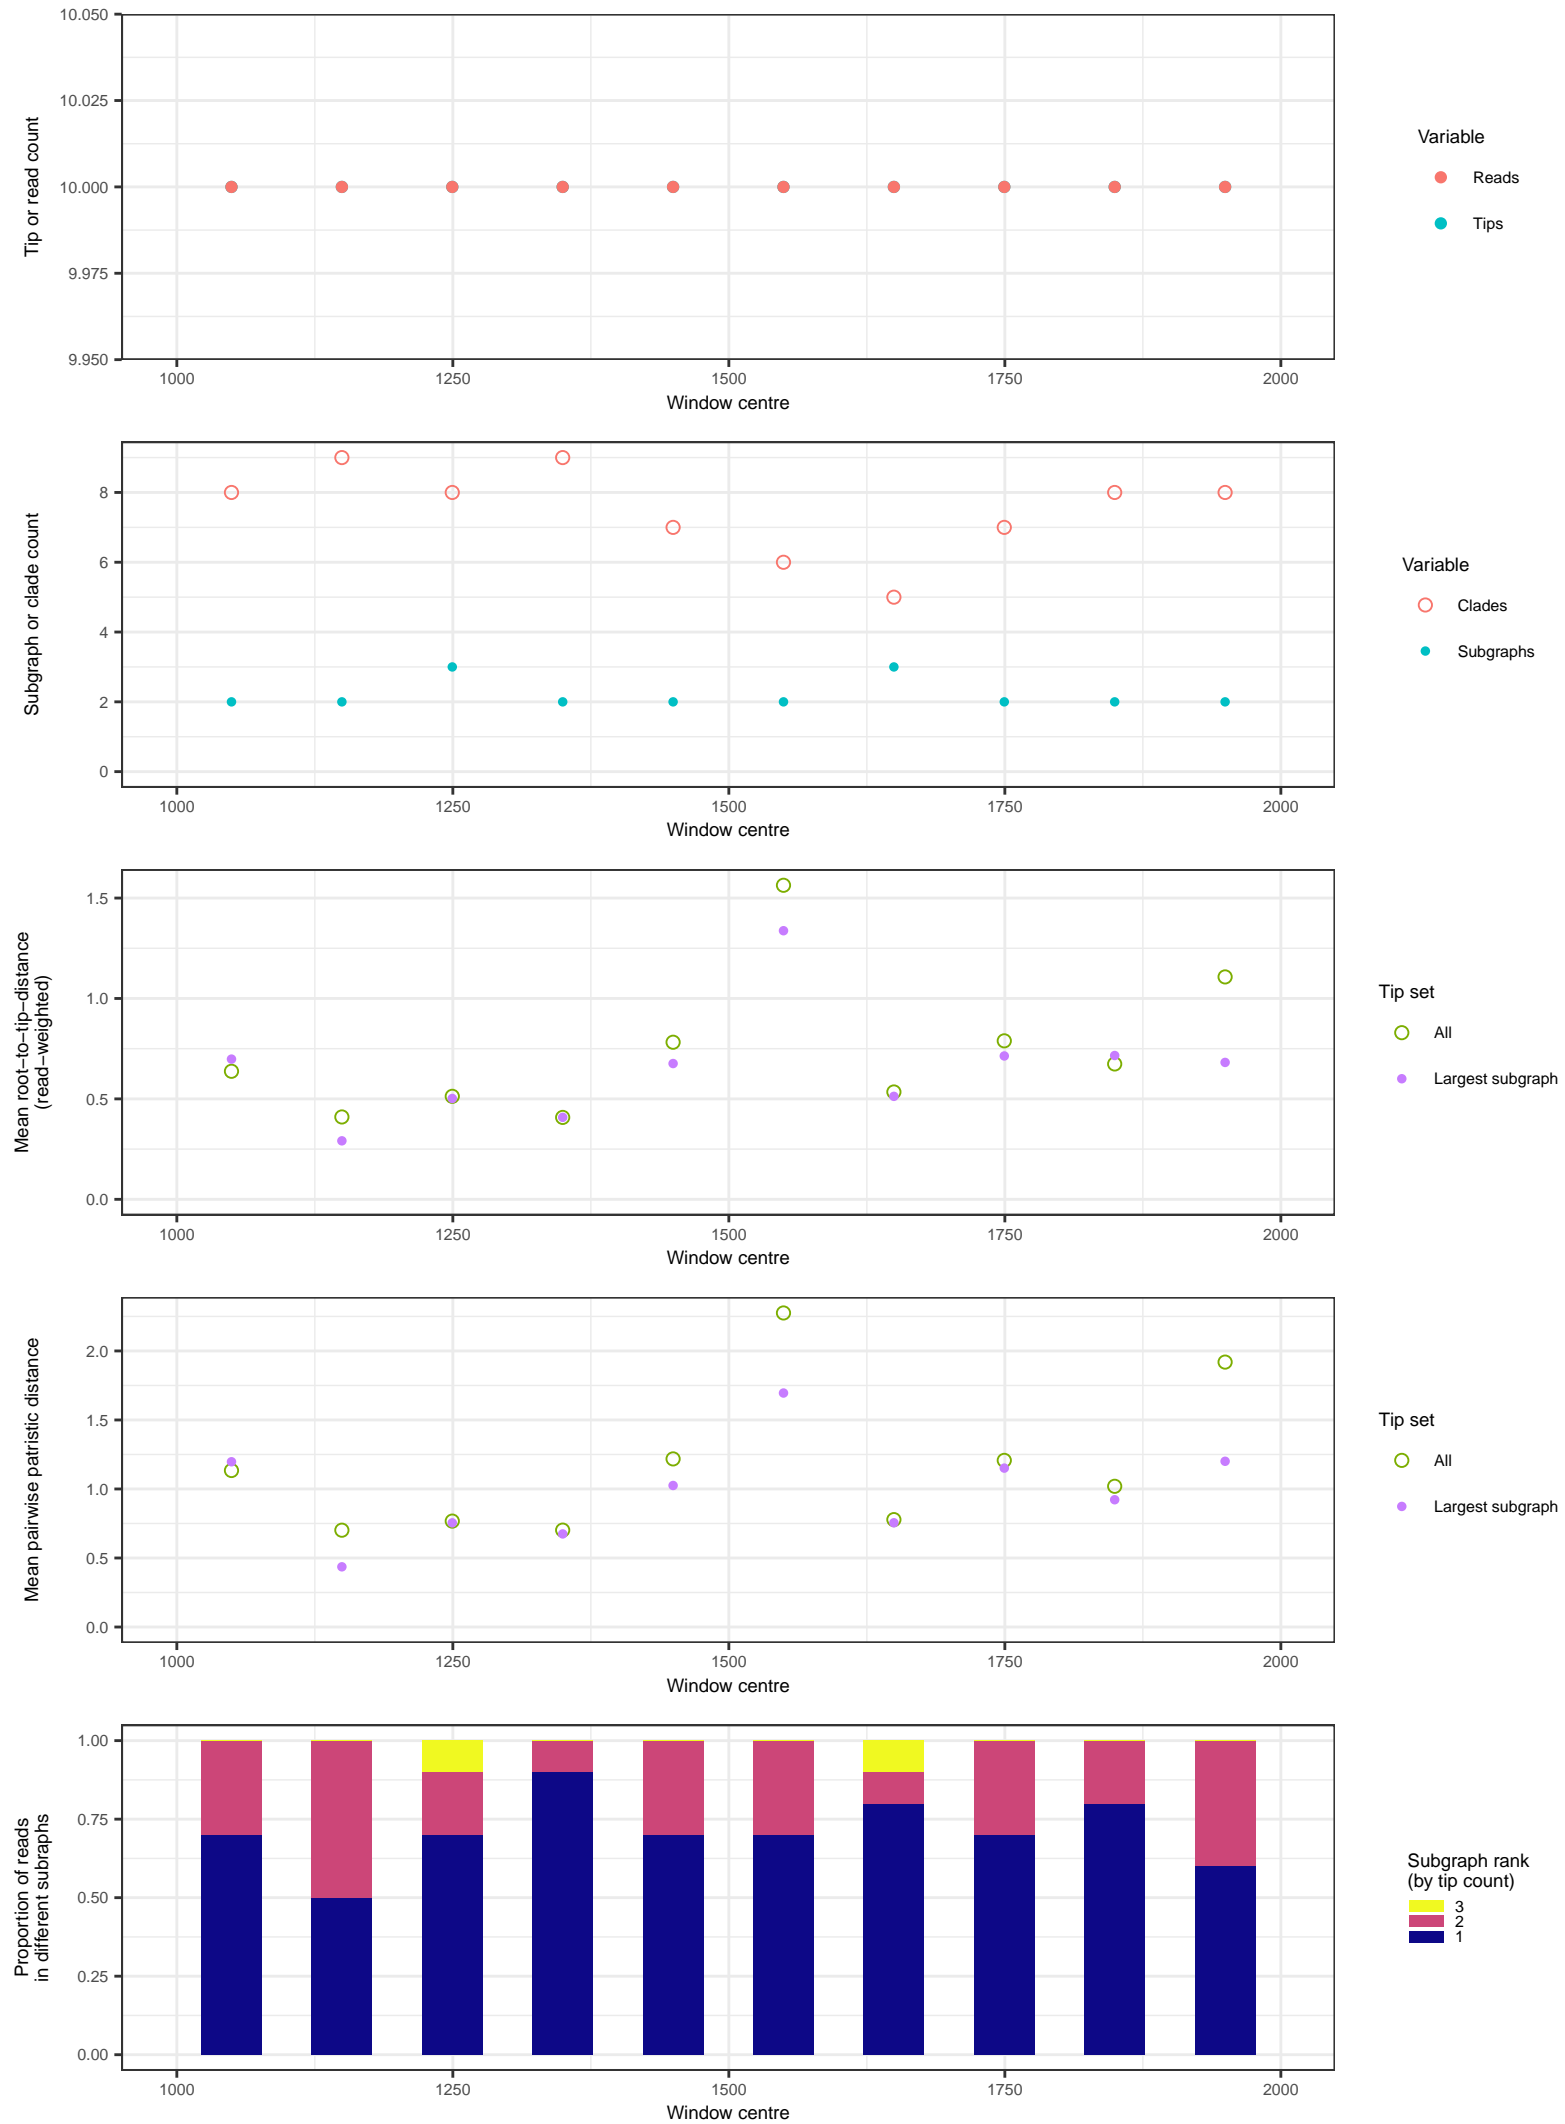 10.050
10.025
10.000
9.975
9.950
Tip or read count
1000 1250 1500 1750 2000
Window centre
Variable
Reads
Tips
8
6
4
2
0
Subgraph or clade count
1000 1250 1500 1750 2000
Window centre
Variable
Clades
Subgraphs
1.5
1.0
0.5
0.0
Mean root−to−tip−distance
(read−weighted)
1000 1250 1500 1750 2000
Window centre
Tip set
All
Largest subgraph
2.0
1.5
1.0
0.5
0.0
Mean pairwise patristic distance
1000 1250 1500 1750 2000
Window centre
Tip set
All
Largest subgraph
1.00
0.75
0.50
0.25
0.00
Proportion of reads
in different subraphs
1000 1250 1500 1750 2000
Window centre
Subgraph rank
(by tip count)
3
2
1